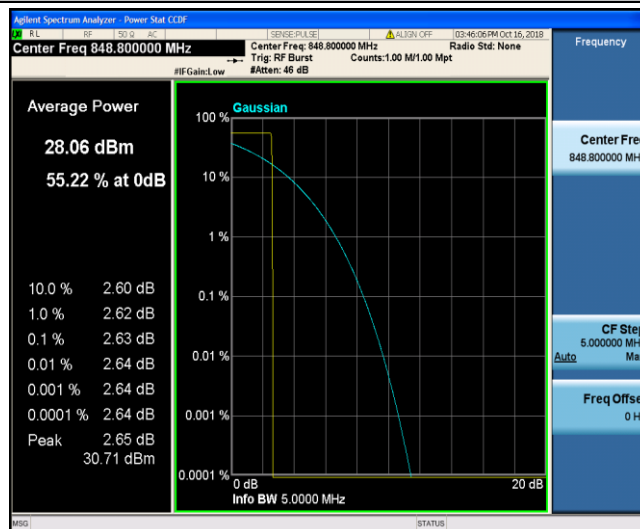 Agilent Spectrum Analyzer - Power Stat CCDF
RL RF 50 Ω AC SENSE:PULSE ALIGN OFF 03:46:06 PM Oct 16, 2018
Center Freq 848.800000 MHz
Center Freq: 848.800000 MHz Radio Std: None
Trig: RF Burst Counts:1.00 M/1.00 Mpt
#IFGain:Low #Atten: 46 dB
Frequency
Average Power
28.06 dBm
55.22 % at 0dB
10.0 % 2.60 dB
1.0 % 2.62 dB
0.1 % 2.63 dB
0.01 % 2.64 dB
0.001 % 2.64 dB
0.0001 % 2.64 dB
Peak 2.65 dB
30.71 dBm
Gaussian
100 %
10 %
1 %
0.1 %
0.01 %
0.001 %
0.0001 %
0 dB 20 dB
Info BW 5.0000 MHz
Center Fre
848.800000 MH
CF Step
5.000000 MH
Auto Ma
Freq Offse
0 H
MSG STATUS